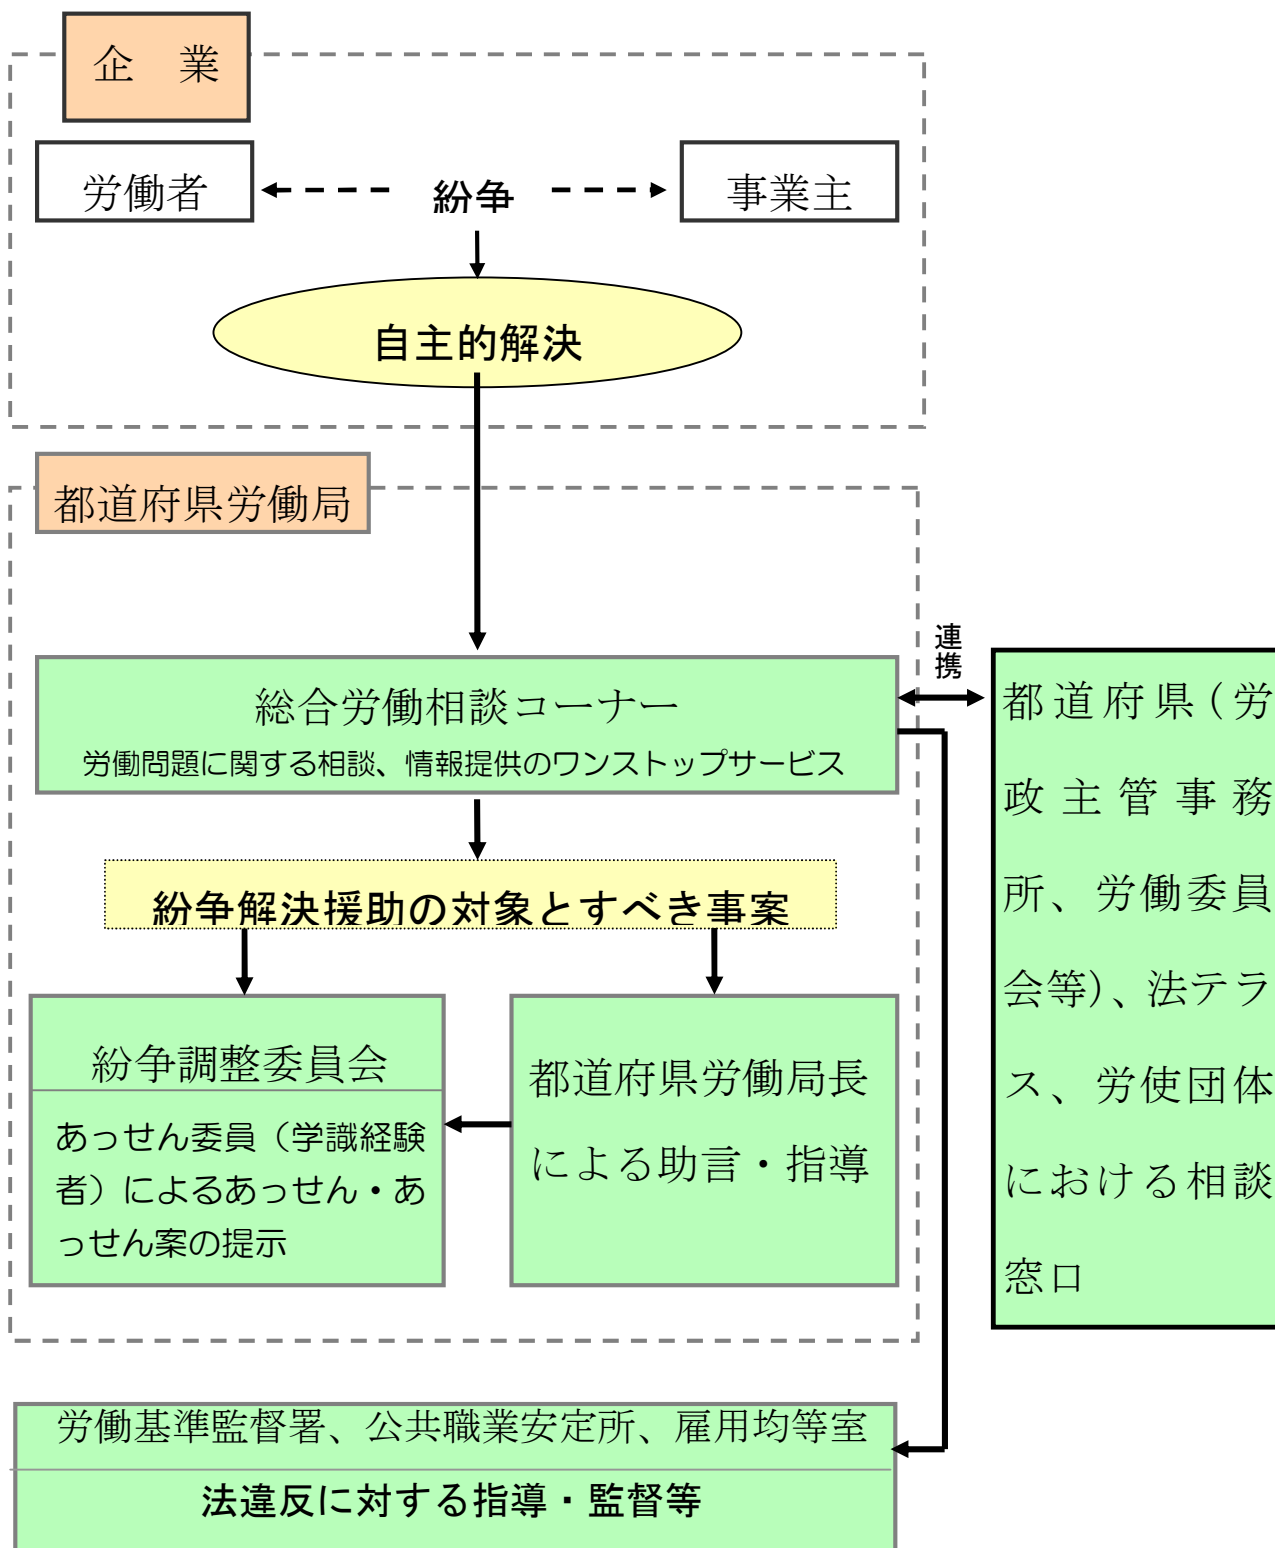 企　業
労働者
紛争
事業主
自主的解決
都道府県労働局
連携
総合労働相談コーナー
労働問題に関する相談、情報提供のワンストップサービス
都道府県（労
政主管事務
所、労働委員
会等）、法テラ
ス、労使団体
における相談
窓口
紛争解決援助の対象とすべき事案
紛争調整委員会
あっせん委員（学識経験
者）によるあっせん・あ
っせん案の提示
都道府県労働局長
による助言・指導
労働基準監督署、公共職業安定所、雇用均等室
法違反に対する指導・監督等